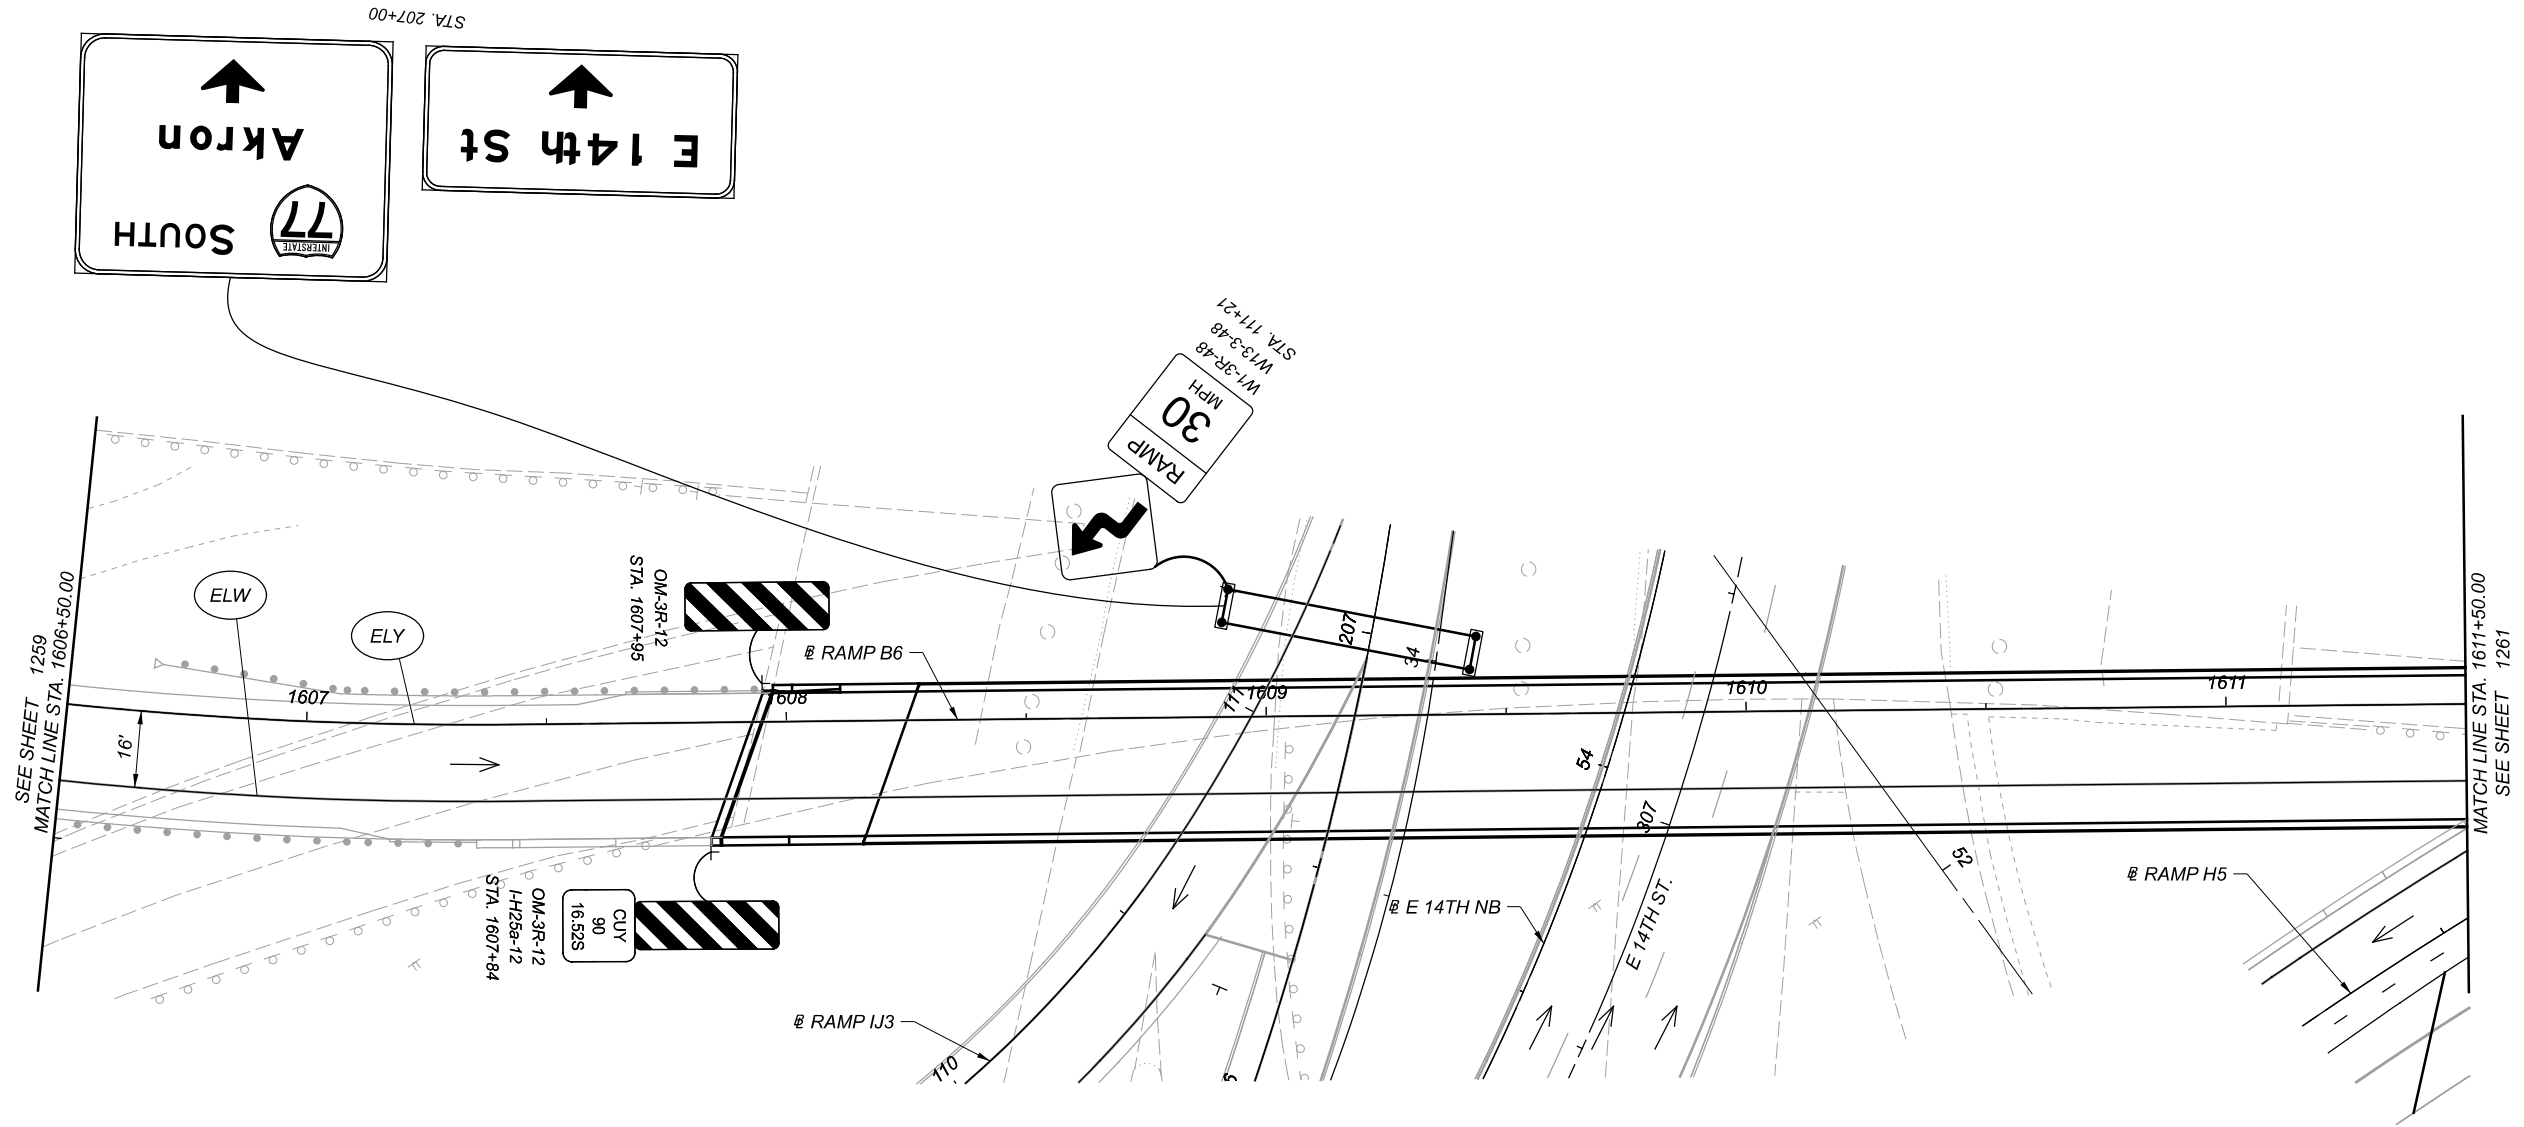 STA. 207+00
INTERSTATE
77
SOUTH
Akron
E 14th St
W1-3R-48
W13-3-48
STA. 111+21
RAMP
30
MPH
SEE SHEET 1259
MATCH LINE STA. 1606+50.00
ELW
ELY
16'
OM-3R-12
STA. 1607+95
℄ RAMP B6
1607
1608
1609
1610
1611
111
207
34
54
307
52
MATCH LINE STA. 1611+50.00
SEE SHEET 1261
OM-3R-12
I-H25a-12
STA. 1607+84
CUY
90
16.52S
℄ RAMP IJ3
110
℄ E 14TH NB
E 14TH ST.
℄ RAMP H5